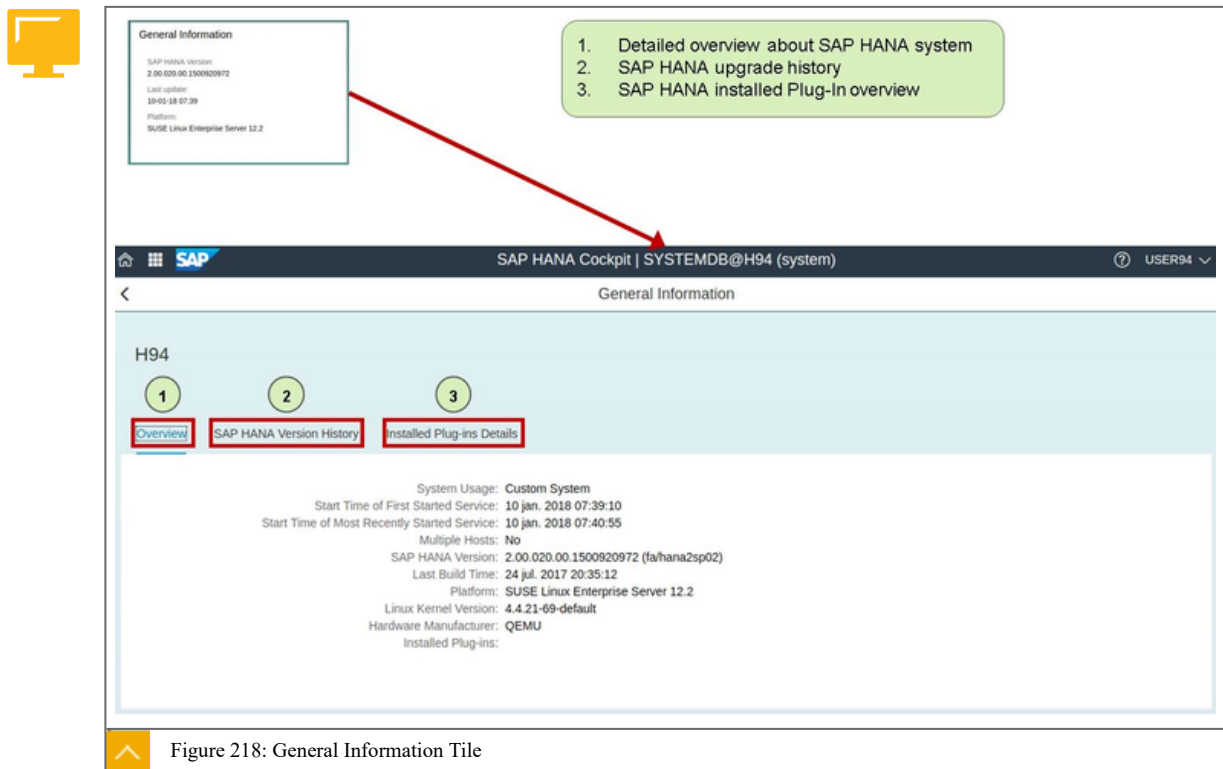 General Information
SAP HANA Version:
2.00.020.00.1500920972
Last update:
10-01-18 07:39
Platform:
SUSE Linux Enterprise Server 12.2
1. Detailed overview about SAP HANA system
2. SAP HANA upgrade history
3. SAP HANA installed Plug-In overview
SAP SAP HANA Cockpit | SYSTEMDB@H94 (system) ? USER94
General Information
H94
1 2 3
Overview SAP HANA Version History Installed Plug-ins Details
System Usage: Custom System
Start Time of First Started Service: 10 jan. 2018 07:39:10
Start Time of Most Recently Started Service: 10 jan. 2018 07:40:55
Multiple Hosts: No
SAP HANA Version: 2.00.020.00.1500920972 (fa/hana2sp02)
Last Build Time: 24 jul. 2017 20:35:12
Platform: SUSE Linux Enterprise Server 12.2
Linux Kernel Version: 4.4.21-69-default
Hardware Manufacturer: QEMU
Installed Plug-ins:
Figure 218: General Information Tile